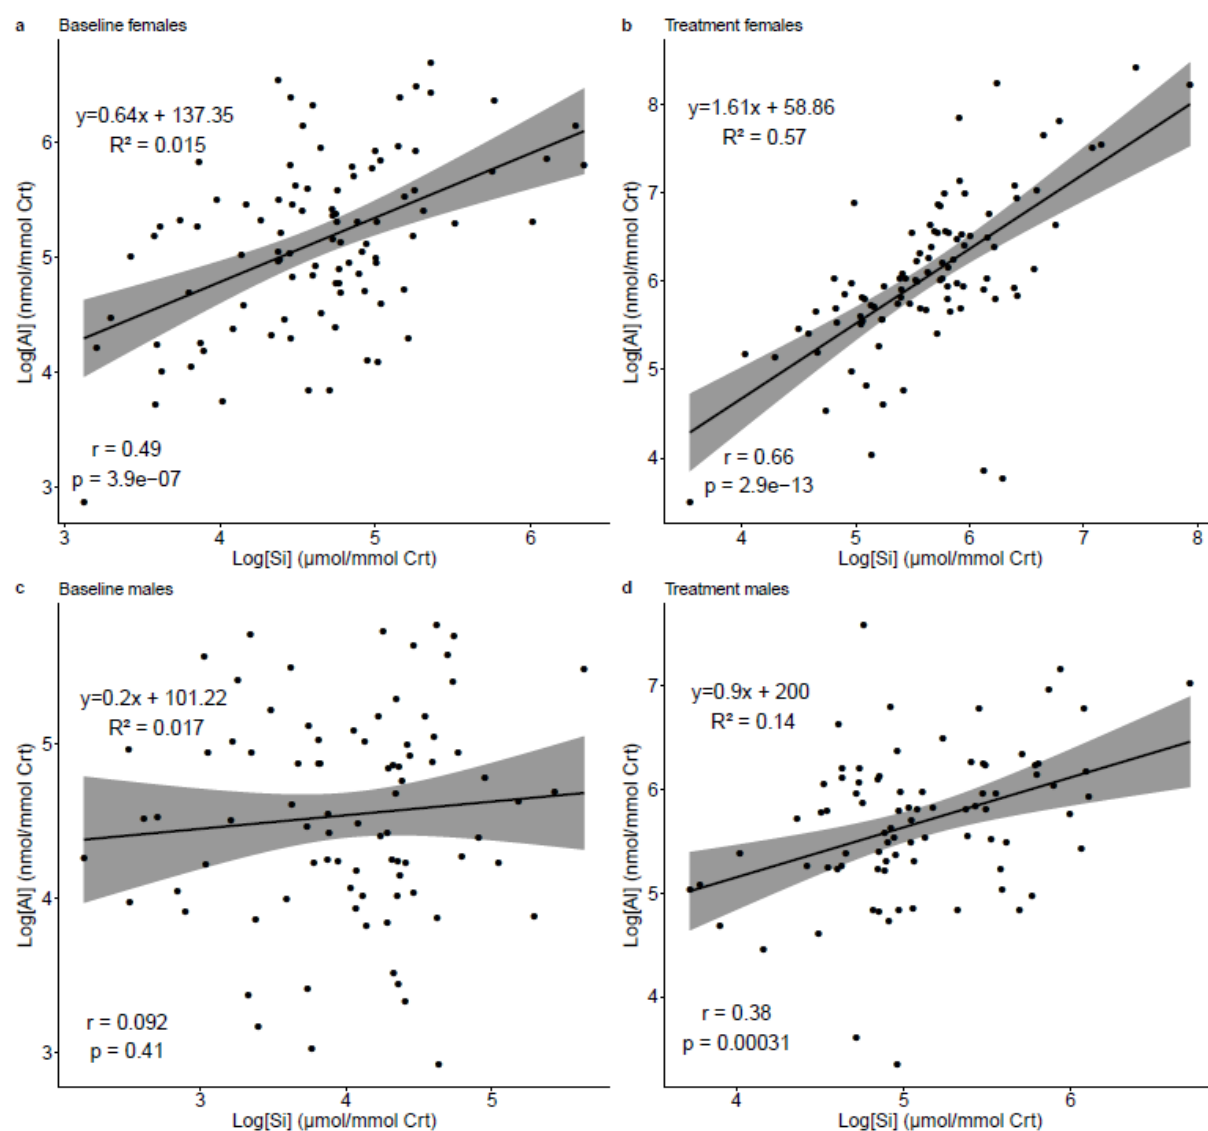 a Baseline females
y=0.64x + 137.35
R² = 0.015
r = 0.49
p = 3.9e−07
Log[Al] (nmol/mmol Crt)
6
5
4
3
3 4 5 6
Log[Si] (µmol/mmol Crt)
b Treatment females
y=1.61x + 58.86
R² = 0.57
r = 0.66
p = 2.9e−13
Log[Al] (nmol/mmol Crt)
8
7
6
5
4
4 5 6 7 8
Log[Si] (µmol/mmol Crt)
c Baseline males
y=0.2x + 101.22
R² = 0.017
r = 0.092
p = 0.41
Log[Al] (nmol/mmol Crt)
5
4
3
3 4 5
Log[Si] (µmol/mmol Crt)
d Treatment males
y=0.9x + 200
R² = 0.14
r = 0.38
p = 0.00031
Log[Al] (nmol/mmol Crt)
7
6
5
4
4 5 6
Log[Si] (µmol/mmol Crt)